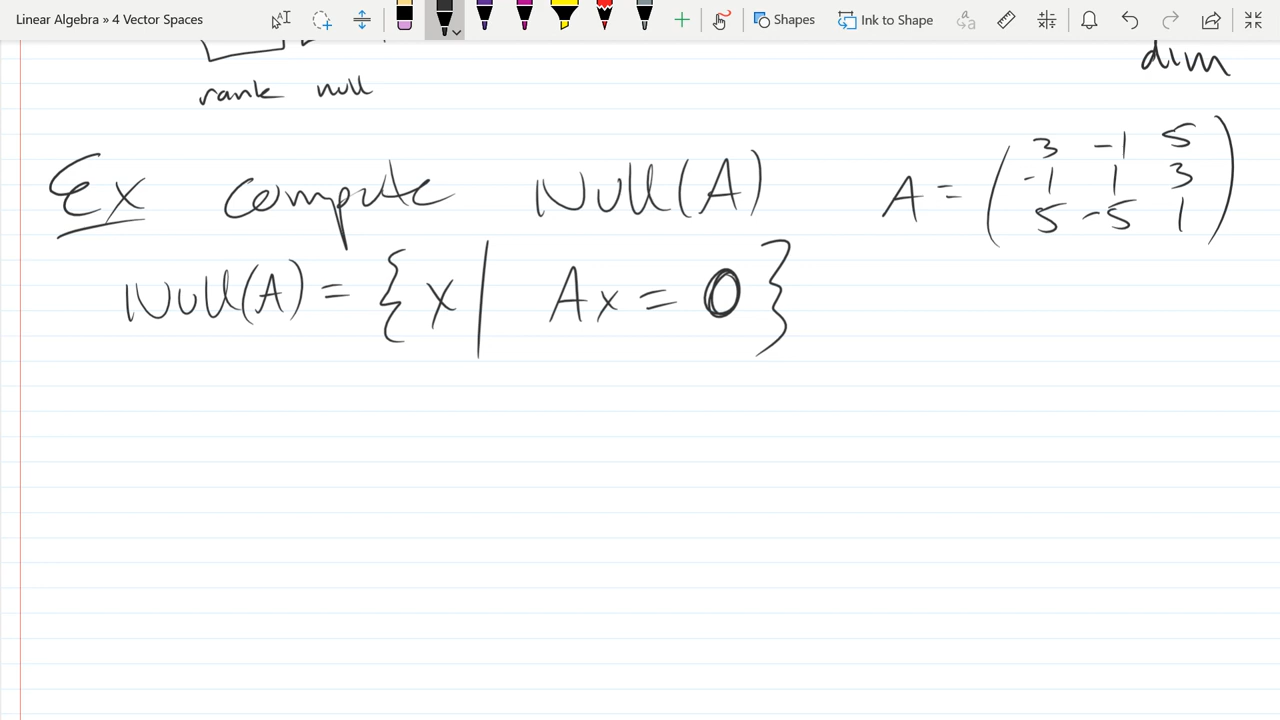 Linear Algebra » 4 Vector Spaces Shapes Ink to Shape
rank null dim
Ex compute Null(A) A = ( 3 -1 5
-1 1 3
5 -5 1 )
Null(A) = { x | Ax = 0 }